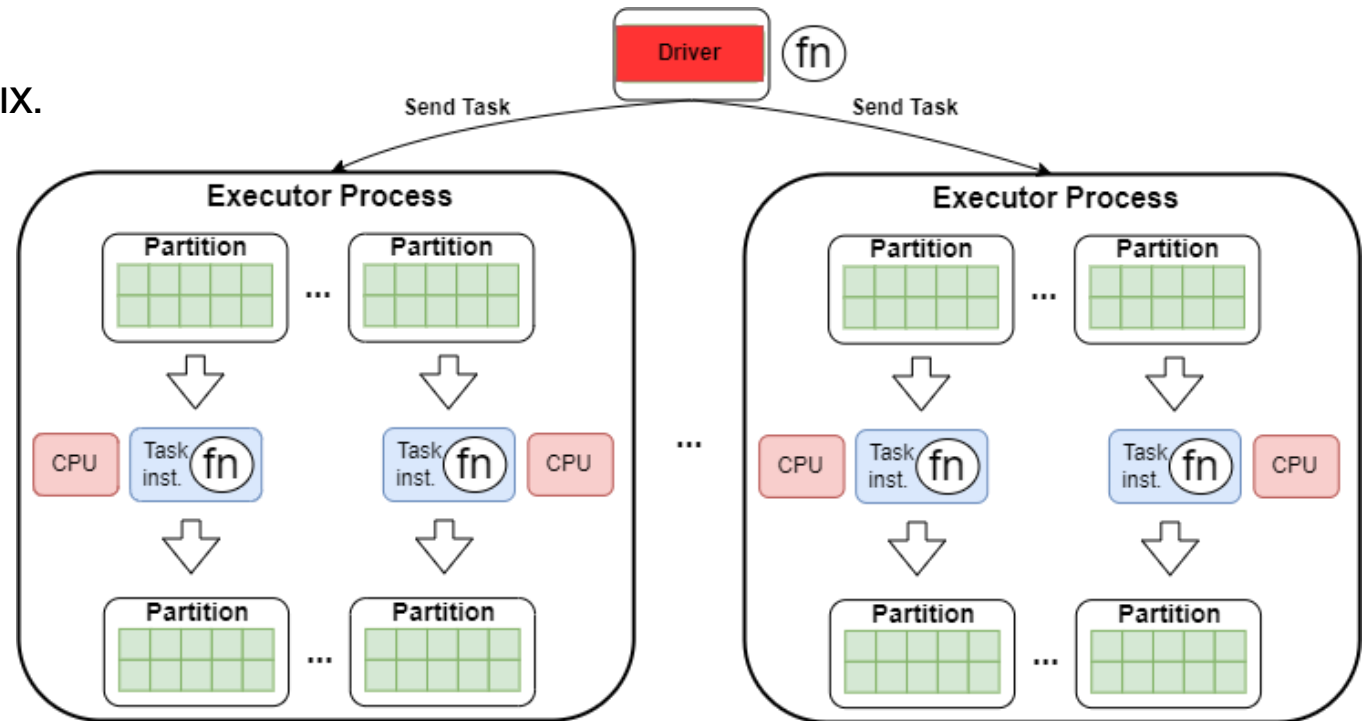 Driver
fn
IX.
Send Task
Send Task
Executor Process
Partition
...
Partition
CPU
Task
inst.
fn
Task
inst.
fn
CPU
Partition
...
Partition
...
Executor Process
Partition
...
Partition
CPU
Task
inst.
fn
Task
inst.
fn
CPU
Partition
...
Partition